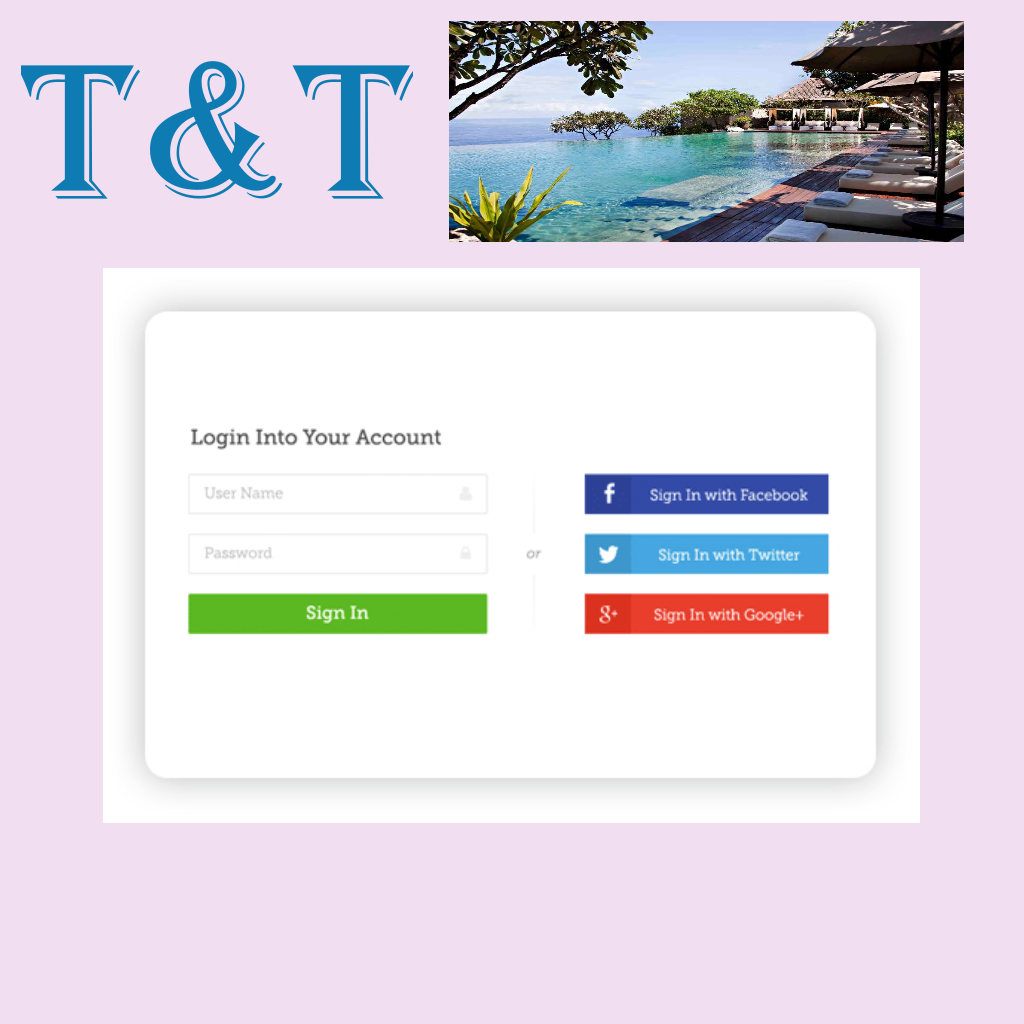 T & T
Login Into Your Account
User Name
Password
Sign In
or
Sign In with Facebook
Sign In with Twitter
Sign In with Google+